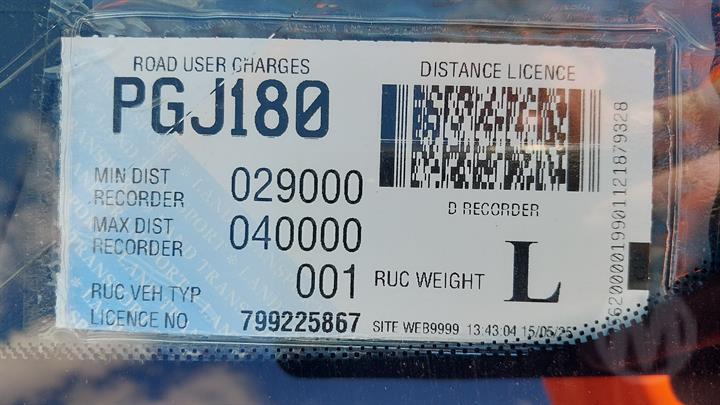 ROAD USER CHARGES
PGJ180
DISTANCE LICENCE
MIN DIST
RECORDER 029000
D RECORDER
MAX DIST
RECORDER 040000
RUC VEH TYP 001
RUC WEIGHT L
LICENCE NO 799225867
SITE WEB9999 13:43:04 15/05/25